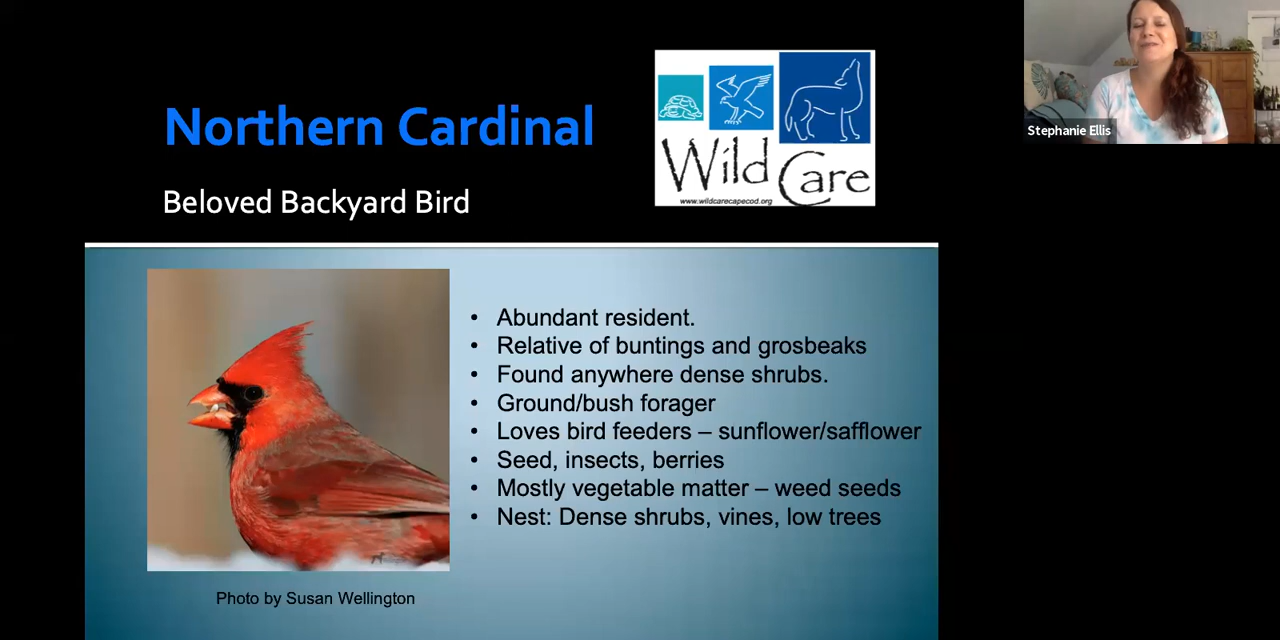 Northern Cardinal
Beloved Backyard Bird
Wild Care
www.wildcarecapecod.org
Stephanie Ellis
• Abundant resident.
• Relative of buntings and grosbeaks
• Found anywhere dense shrubs.
• Ground/bush forager
• Loves bird feeders – sunflower/safflower
• Seed, insects, berries
• Mostly vegetable matter – weed seeds
• Nest: Dense shrubs, vines, low trees
Photo by Susan Wellington